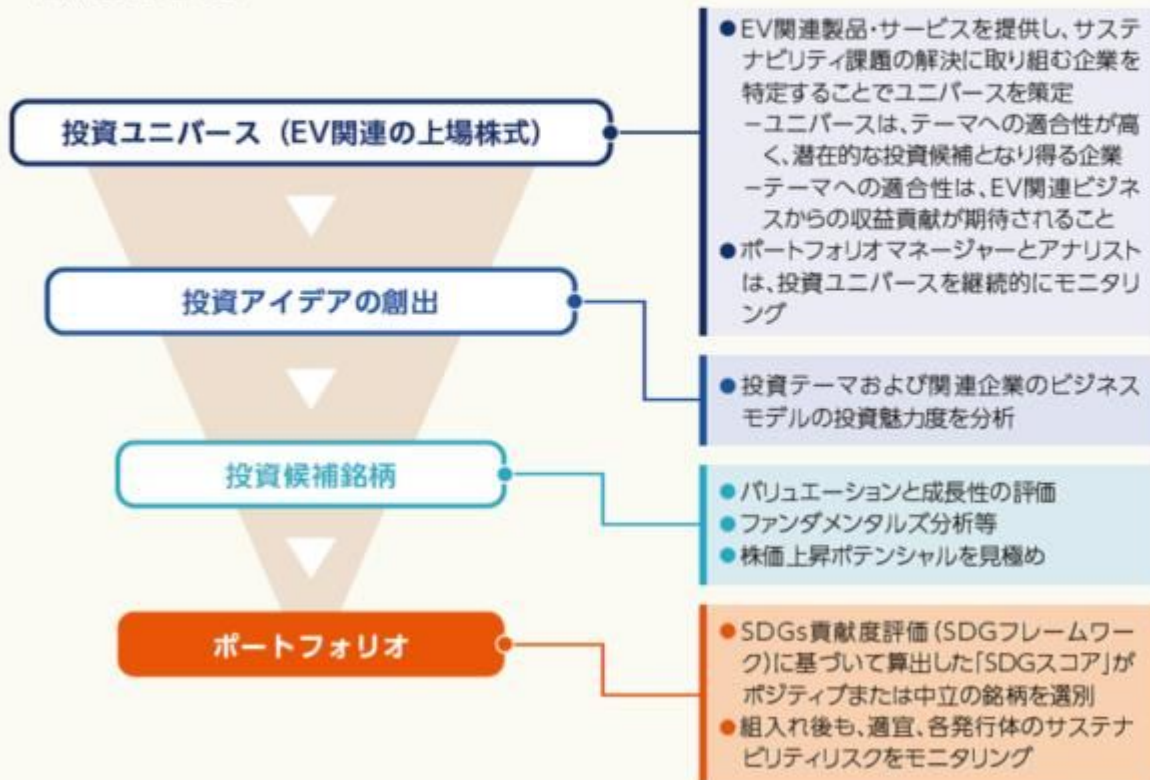 投資ユニバース（EV関連の上場株式）
●EV関連製品・サービスを提供し、サステ
ナビリティ課題の解決に取り組む企業を
特定することでユニバースを策定
－ユニバースは、テーマへの適合性が高
く、潜在的な投資候補となり得る企業
－テーマへの適合性は、EV関連ビジネ
スからの収益貢献が期待されること
●ポートフォリオマネージャーとアナリスト
は、投資ユニバースを継続的にモニタリ
ング
投資アイデアの創出
●投資テーマおよび関連企業のビジネス
モデルの投資魅力度を分析
投資候補銘柄
●バリュエーションと成長性の評価
●ファンダメンタルズ分析等
●株価上昇ポテンシャルを見極め
ポートフォリオ
●SDGs貢献度評価（SDGフレームワー
ク）に基づいて算出した「SDGスコア」が
ポジティブまたは中立の銘柄を選別
●組入れ後も、適宜、各発行体のサステナ
ビリティリスクをモニタリング